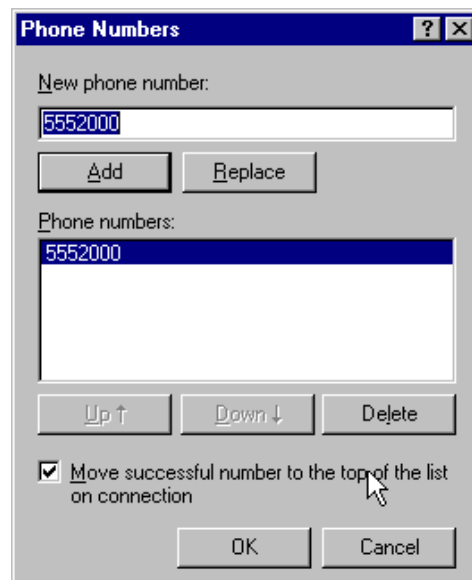 Phone Numbers
New phone number:
5552000
Add Replace
Phone numbers:
5552000
Up ↑ Down ↓ Delete
Move successful number to the top of the list
on connection
OK Cancel